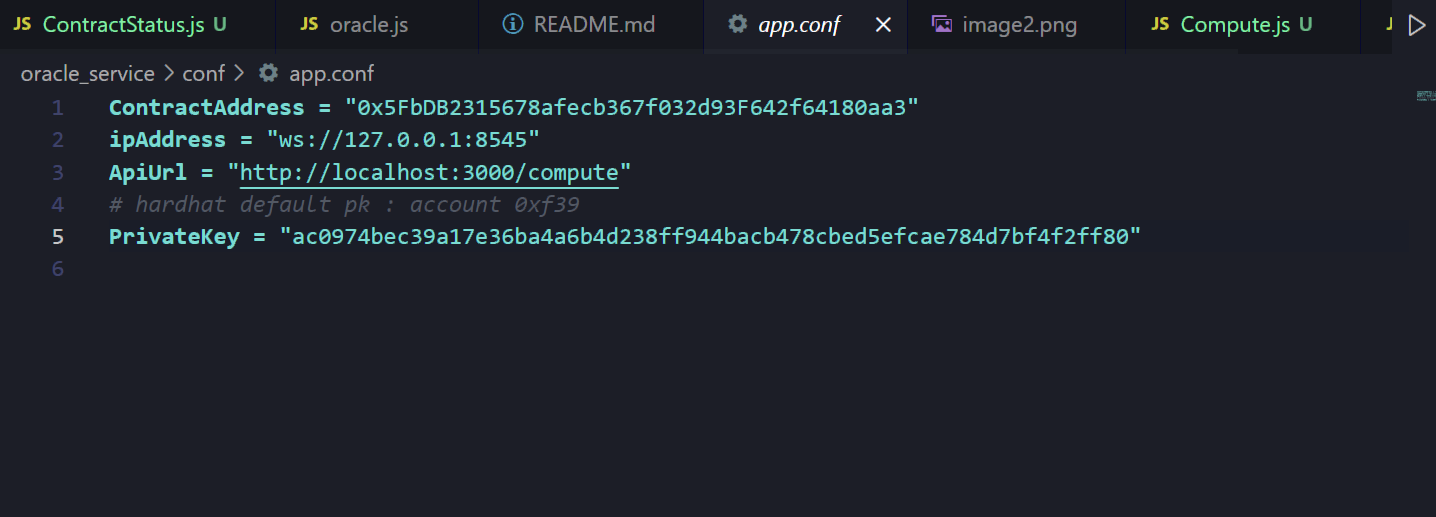 JS ContractStatus.js U JS oracle.js README.md app.conf image2.png JS Compute.js U
oracle_service > conf > app.conf
1 ContractAddress = "0x5FbDB2315678afecb367f032d93F642f64180aa3"
2 ipAddress = "ws://127.0.0.1:8545"
3 ApiUrl = "http://localhost:3000/compute"
4 # hardhat default pk : account 0xf39
5 PrivateKey = "ac0974bec39a17e36ba4a6b4d238ff944bacb478cbed5efcae784d7bf4f2ff80"
6